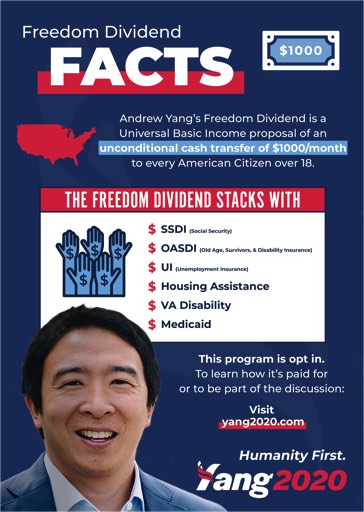 Freedom Dividend
FACTS
$1000
Andrew Yang's Freedom Dividend is a
Universal Basic Income proposal of an
unconditional cash transfer of $1000/month
to every American Citizen over 18.
THE FREEDOM DIVIDEND STACKS WITH
$ $ $ $ $
$ SSDI (Social Security)
$ OASDI (Old Age, Survivors, & Disability Insurance)
$ UI (Unemployment Insurance)
$ Housing Assistance
$ VA Disability
$ Medicaid
This program is opt in.
To learn how it's paid for
or to be part of the discussion:
Visit
yang2020.com
Humanity First.
Yang2020